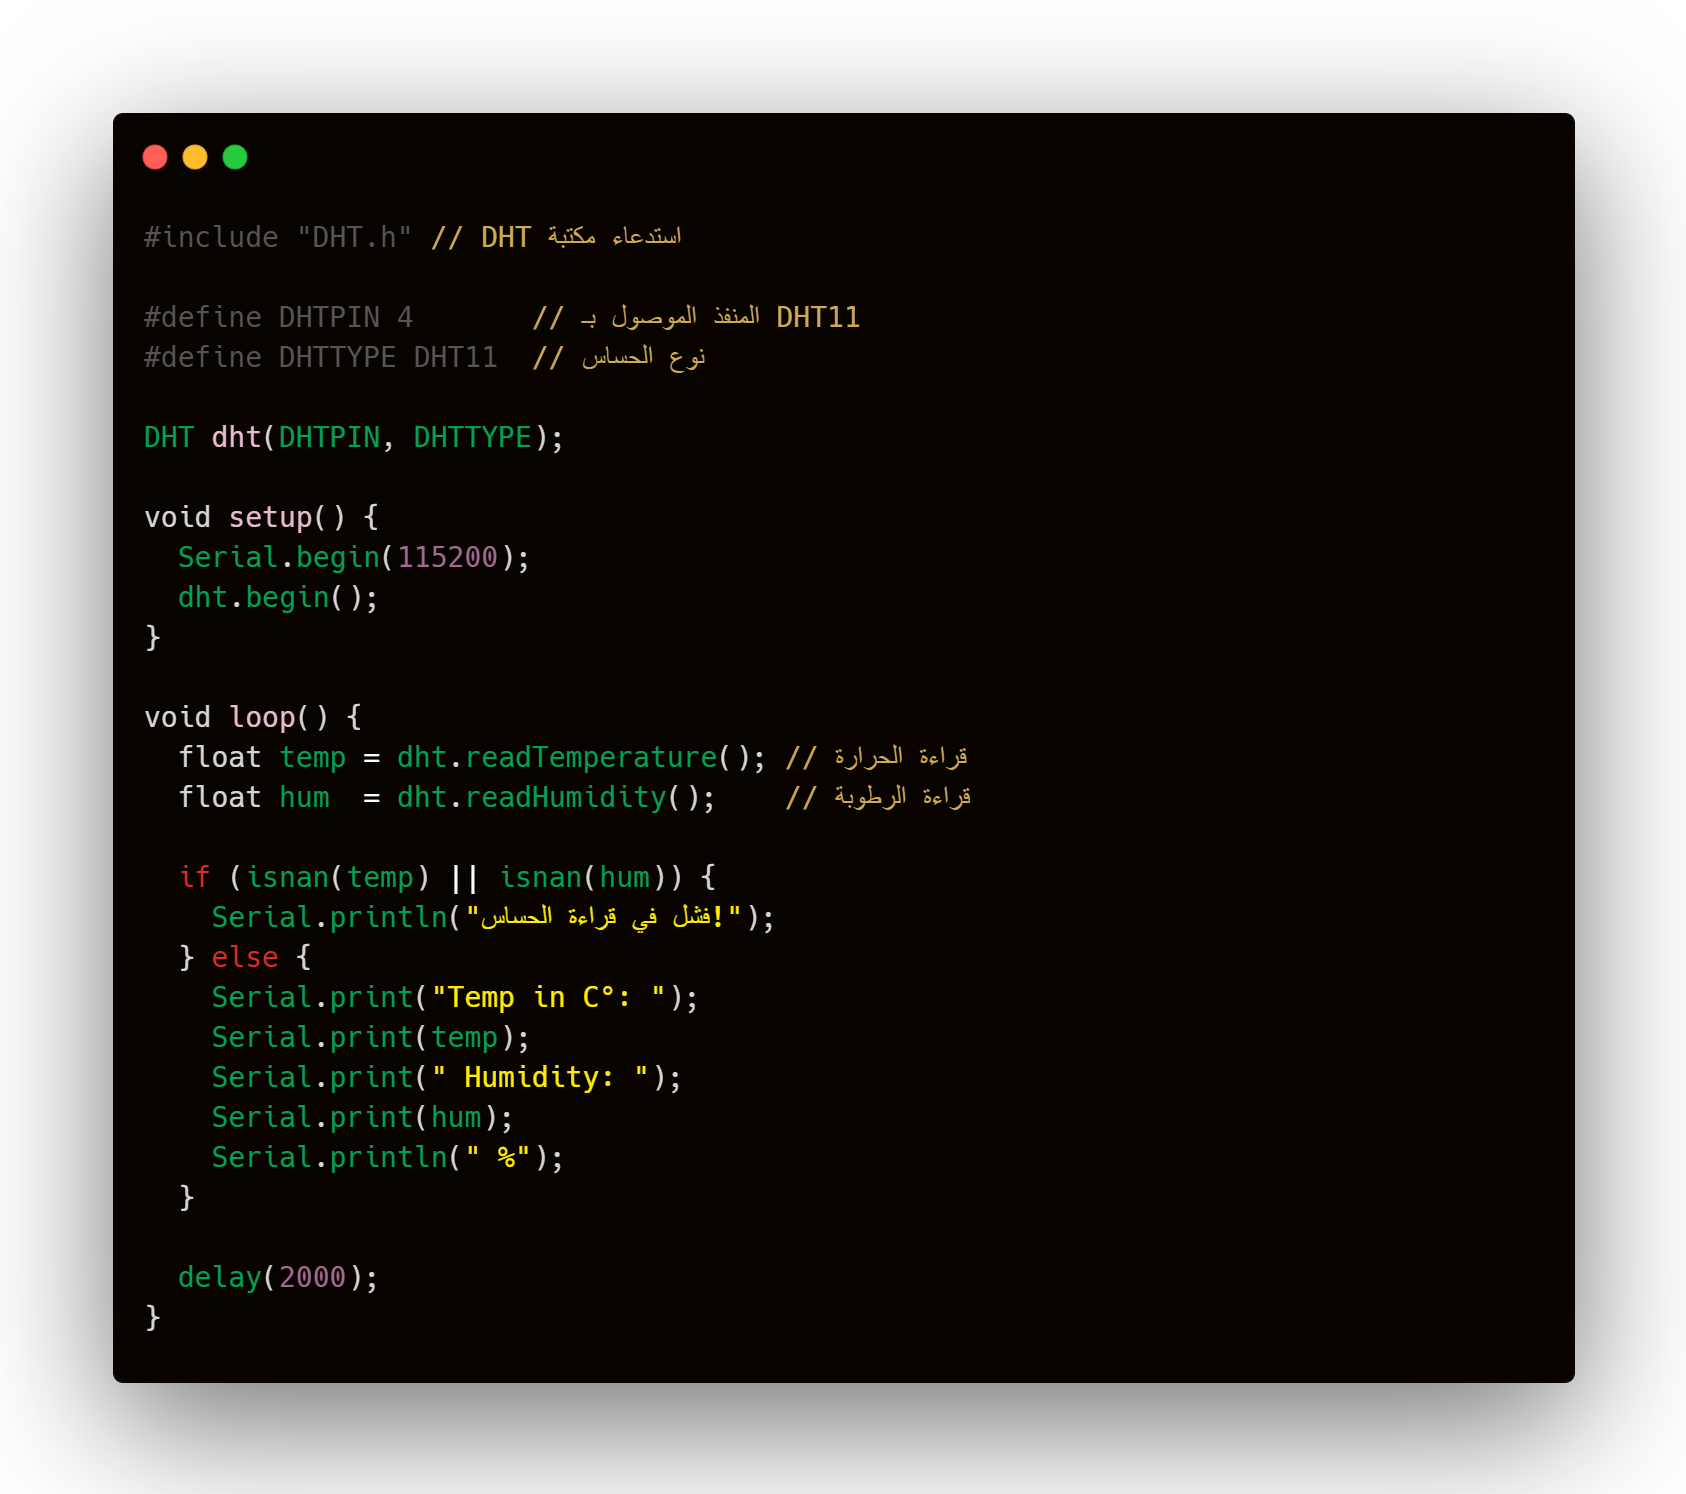 #include "DHT.h" // DHT استدعاء مكتبة
#define DHTPIN 4       // المنفذ الموصول بـ DHT11
#define DHTTYPE DHT11  // نوع الحساس
DHT dht(DHTPIN, DHTTYPE);
void setup() {
  Serial.begin(115200);
  dht.begin();
}
void loop() {
  float temp = dht.readTemperature(); // قراءة الحرارة
  float hum  = dht.readHumidity();    // قراءة الرطوبة
  if (isnan(temp) || isnan(hum)) {
    Serial.println("فشل في قراءة الحساس!");
  } else {
    Serial.print("Temp in C°: ");
    Serial.print(temp);
    Serial.print(" Humidity: ");
    Serial.print(hum);
    Serial.println(" %");
  }
  delay(2000);
}